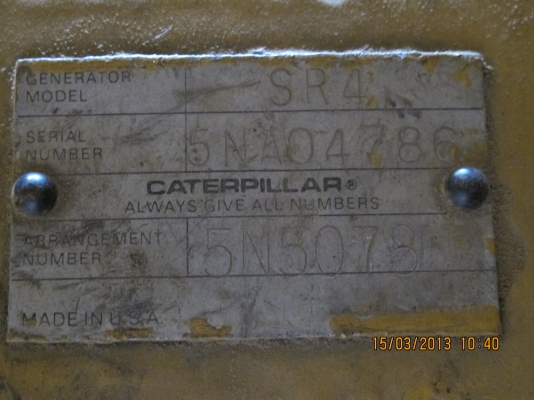 GENERATOR
MODEL
SR4
SERIAL
NUMBER
5NA04786
CATERPILLAR®
ALWAYS GIVE ALL NUMBERS
ARRANGEMENT
NUMBER
5N5078
MADE IN U.S.A.
15/03/2013 10:40